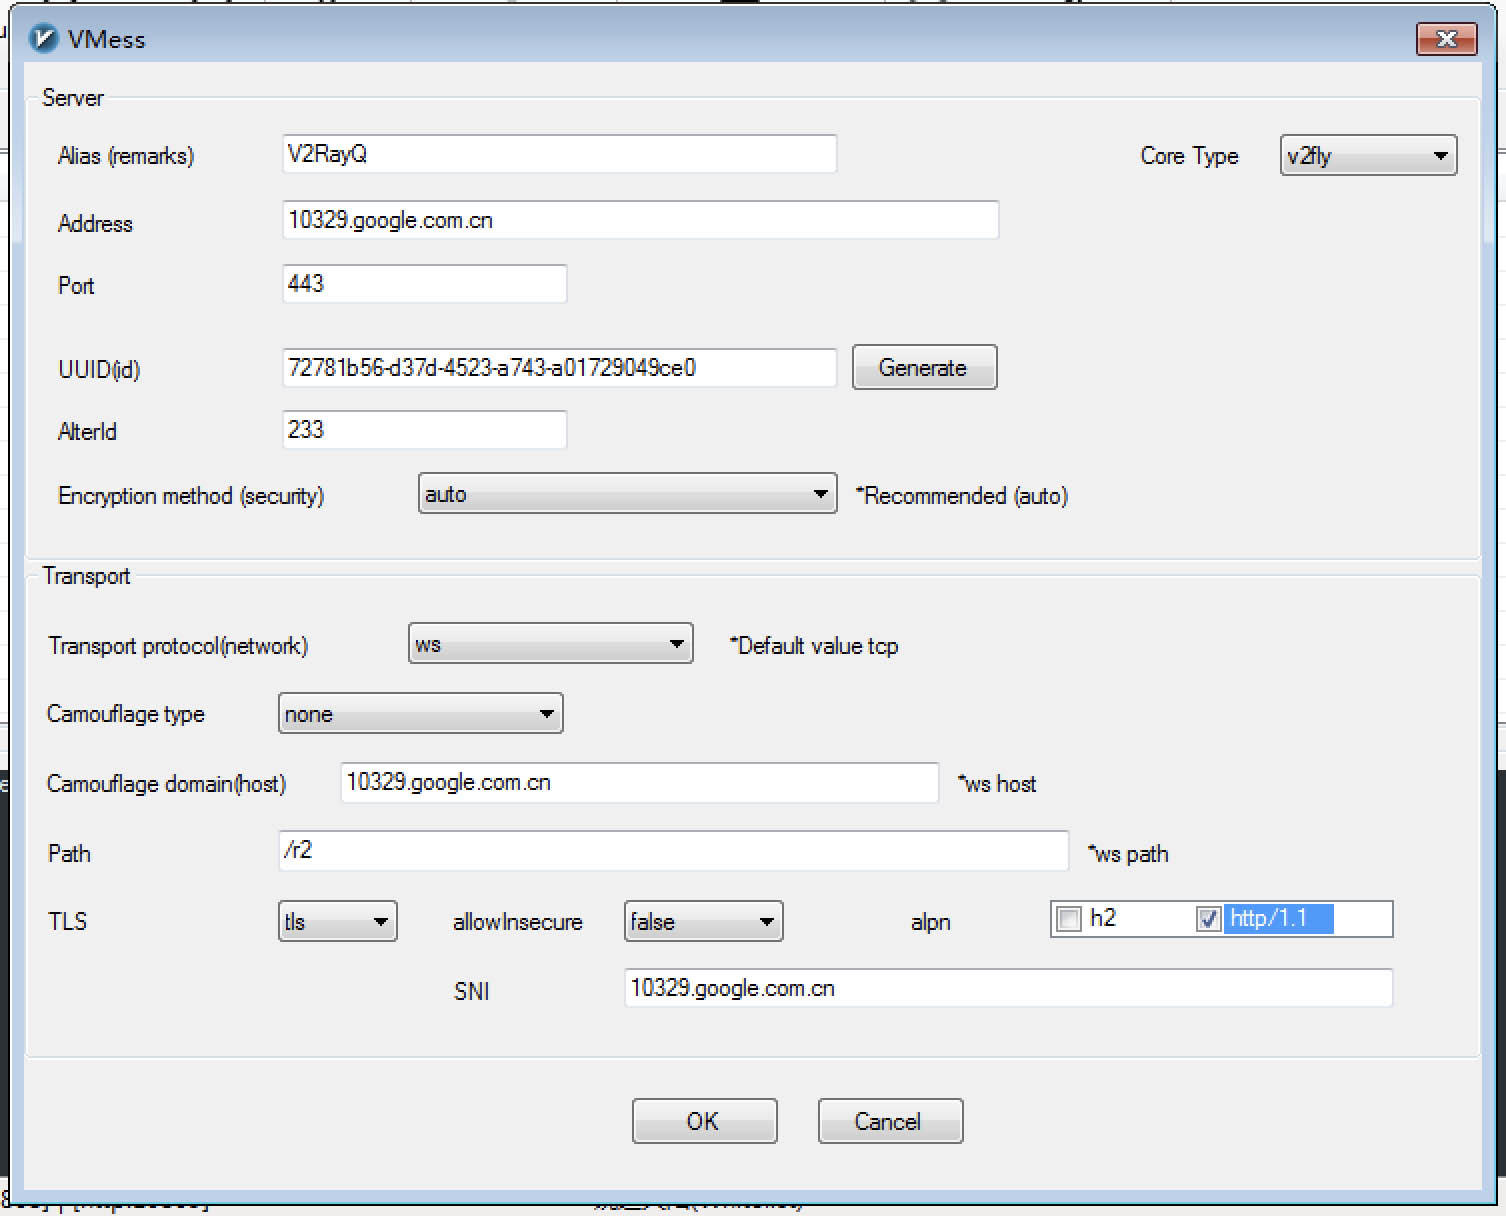 VMess
Server
Alias (remarks) V2RayQ Core Type v2fly
Address 10329.google.com.cn
Port 443
UUID(id) 72781b56-d37d-4523-a743-a01729049ce0 Generate
AlterId 233
Encryption method (security) auto *Recommended (auto)
Transport
Transport protocol(network) ws *Default value tcp
Camouflage type none
Camouflage domain(host) 10329.google.com.cn *ws host
Path /r2 *ws path
TLS tls allowInsecure false alpn h2 http/1.1
SNI 10329.google.com.cn
OK Cancel